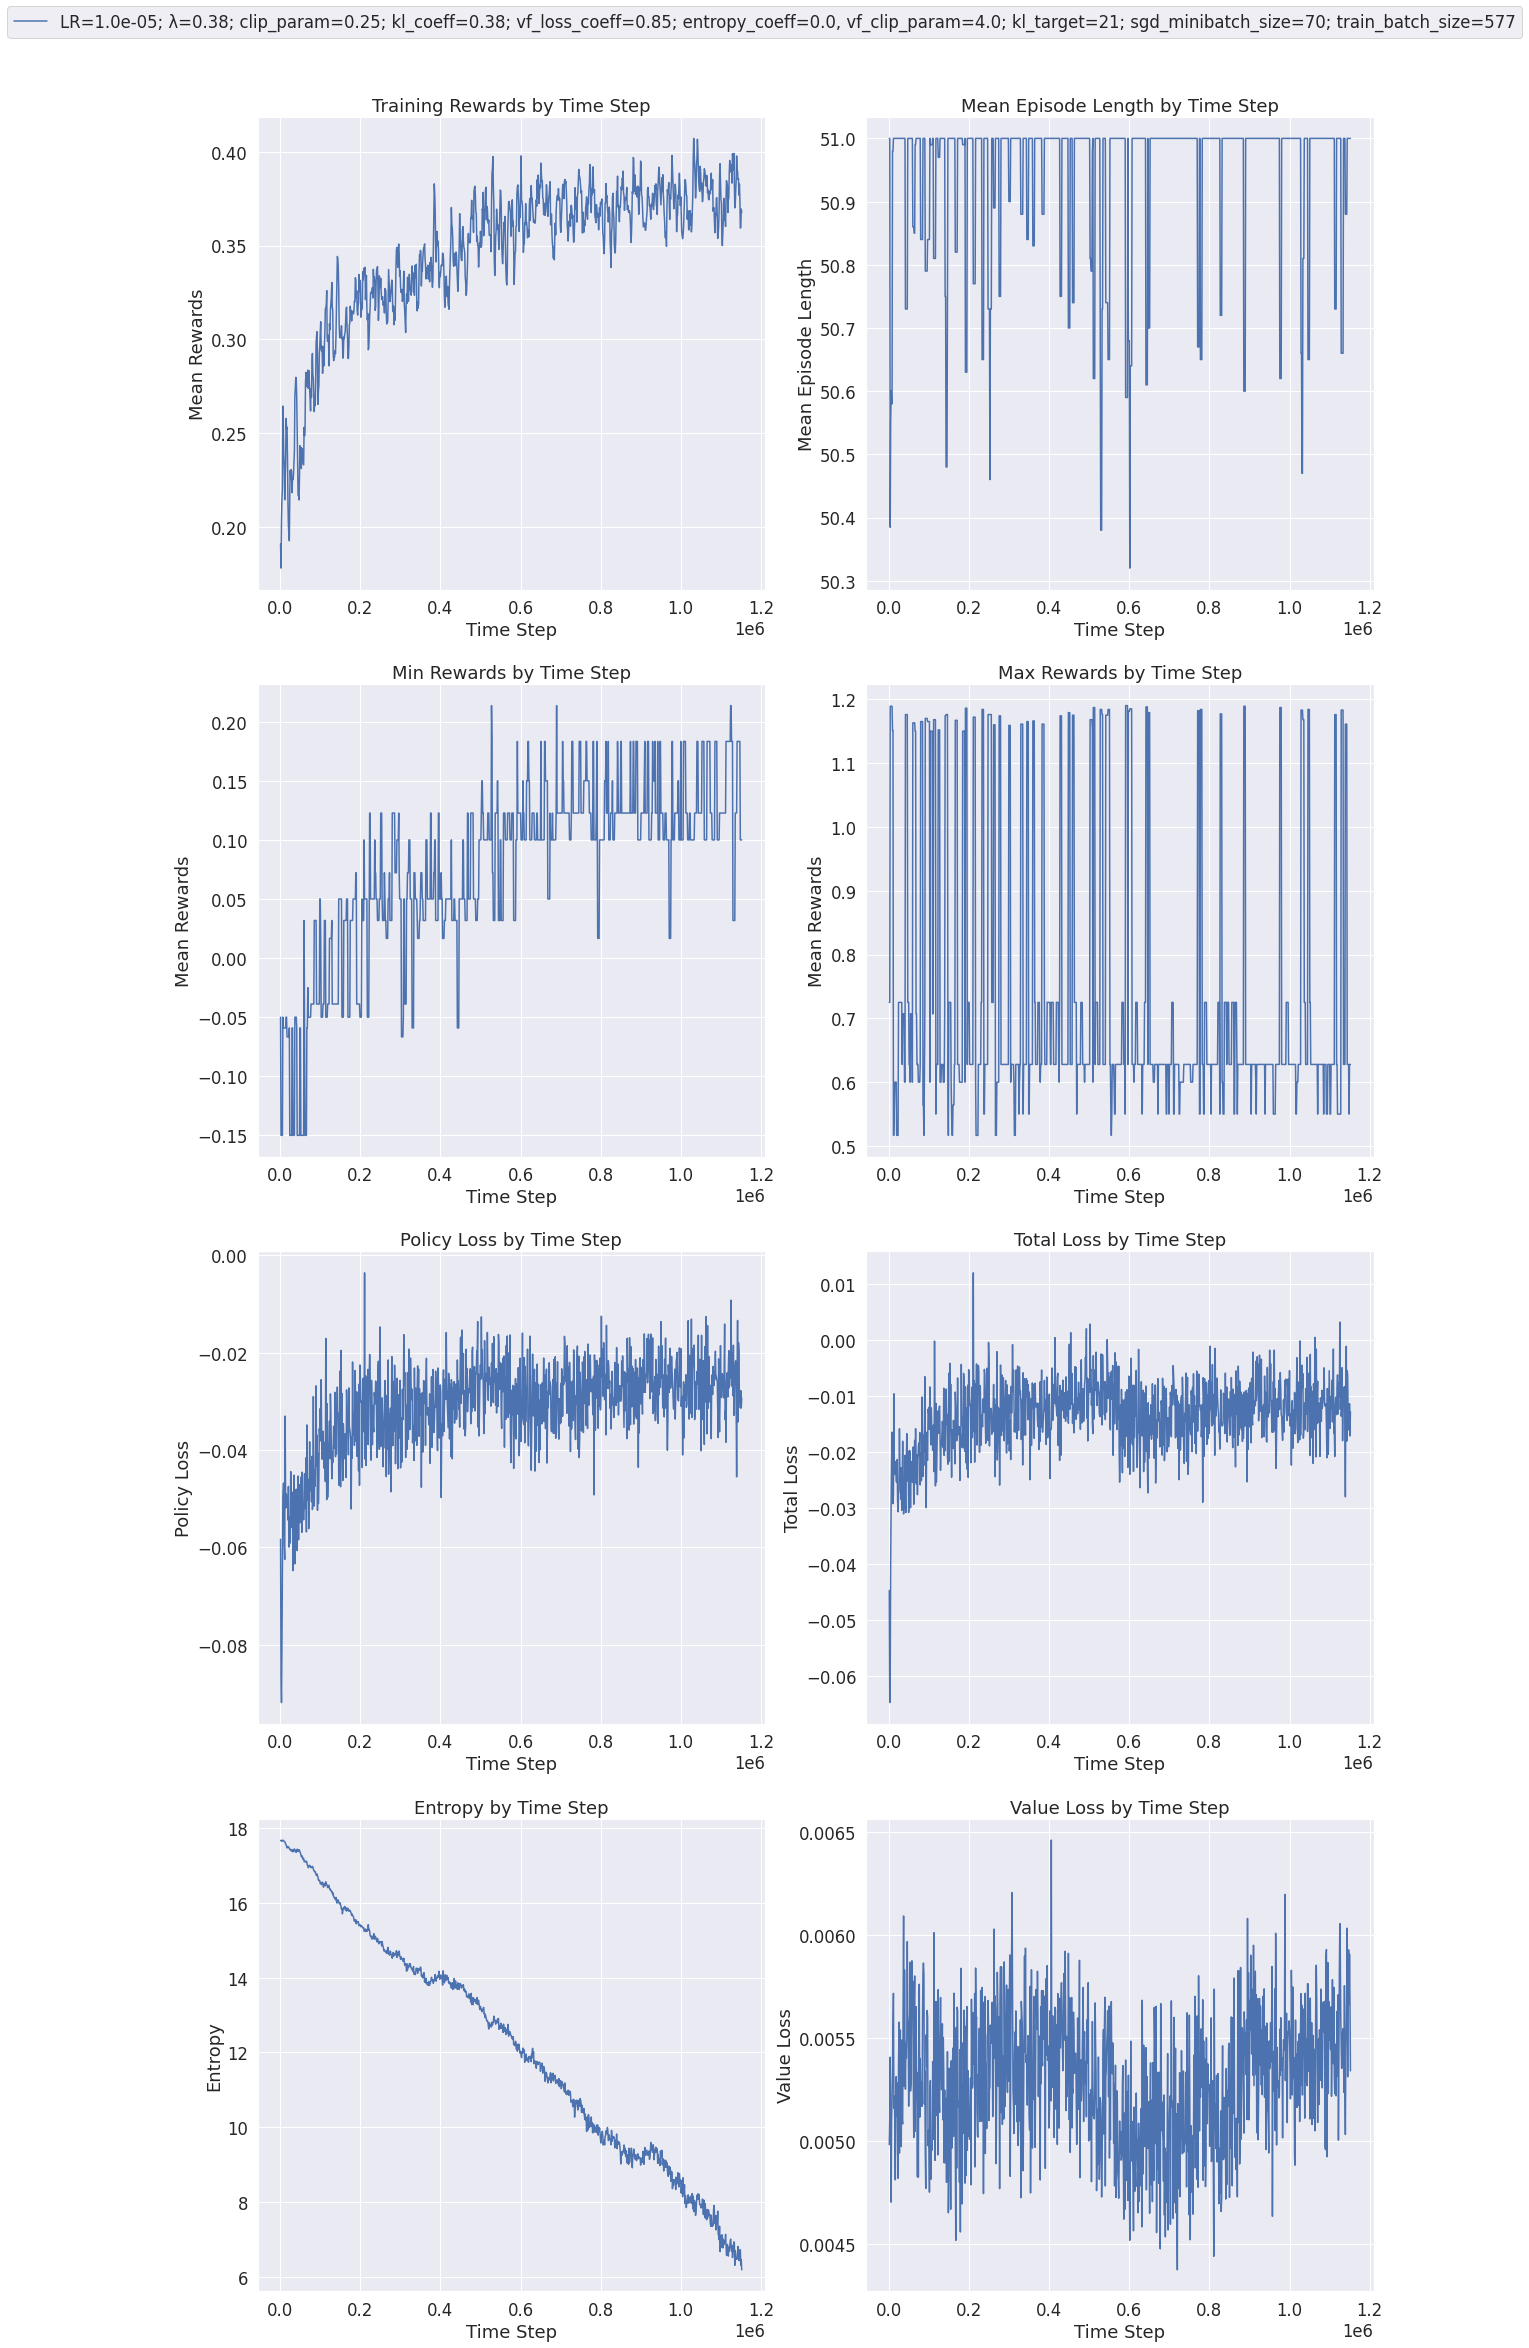 LR=1.0e-05; λ=0.38; clip_param=0.25; kl_coeff=0.38; vf_loss_coeff=0.85; entropy_coeff=0.0, vf_clip_param=4.0; kl_target=21; sgd_minibatch_size=70; train_batch_size=577
Training Rewards by Time Step
Mean Rewards
0.40
0.35
0.30
0.25
0.20
0.0 0.2 0.4 0.6 0.8 1.0 1.2
1e6
Time Step
Mean Episode Length by Time Step
Mean Episode Length
51.0
50.9
50.8
50.7
50.6
50.5
50.4
50.3
0.0 0.2 0.4 0.6 0.8 1.0 1.2
1e6
Time Step
Min Rewards by Time Step
Mean Rewards
0.20
0.15
0.10
0.05
0.00
−0.05
−0.10
−0.15
0.0 0.2 0.4 0.6 0.8 1.0 1.2
1e6
Time Step
Max Rewards by Time Step
Mean Rewards
1.2
1.1
1.0
0.9
0.8
0.7
0.6
0.5
0.0 0.2 0.4 0.6 0.8 1.0 1.2
1e6
Time Step
Policy Loss by Time Step
Policy Loss
0.00
−0.02
−0.04
−0.06
−0.08
0.0 0.2 0.4 0.6 0.8 1.0 1.2
1e6
Time Step
Total Loss by Time Step
Total Loss
0.01
0.00
−0.01
−0.02
−0.03
−0.04
−0.05
−0.06
0.0 0.2 0.4 0.6 0.8 1.0 1.2
1e6
Time Step
Entropy by Time Step
Entropy
18
16
14
12
10
8
6
0.0 0.2 0.4 0.6 0.8 1.0 1.2
1e6
Time Step
Value Loss by Time Step
Value Loss
0.0065
0.0060
0.0055
0.0050
0.0045
0.0 0.2 0.4 0.6 0.8 1.0 1.2
1e6
Time Step